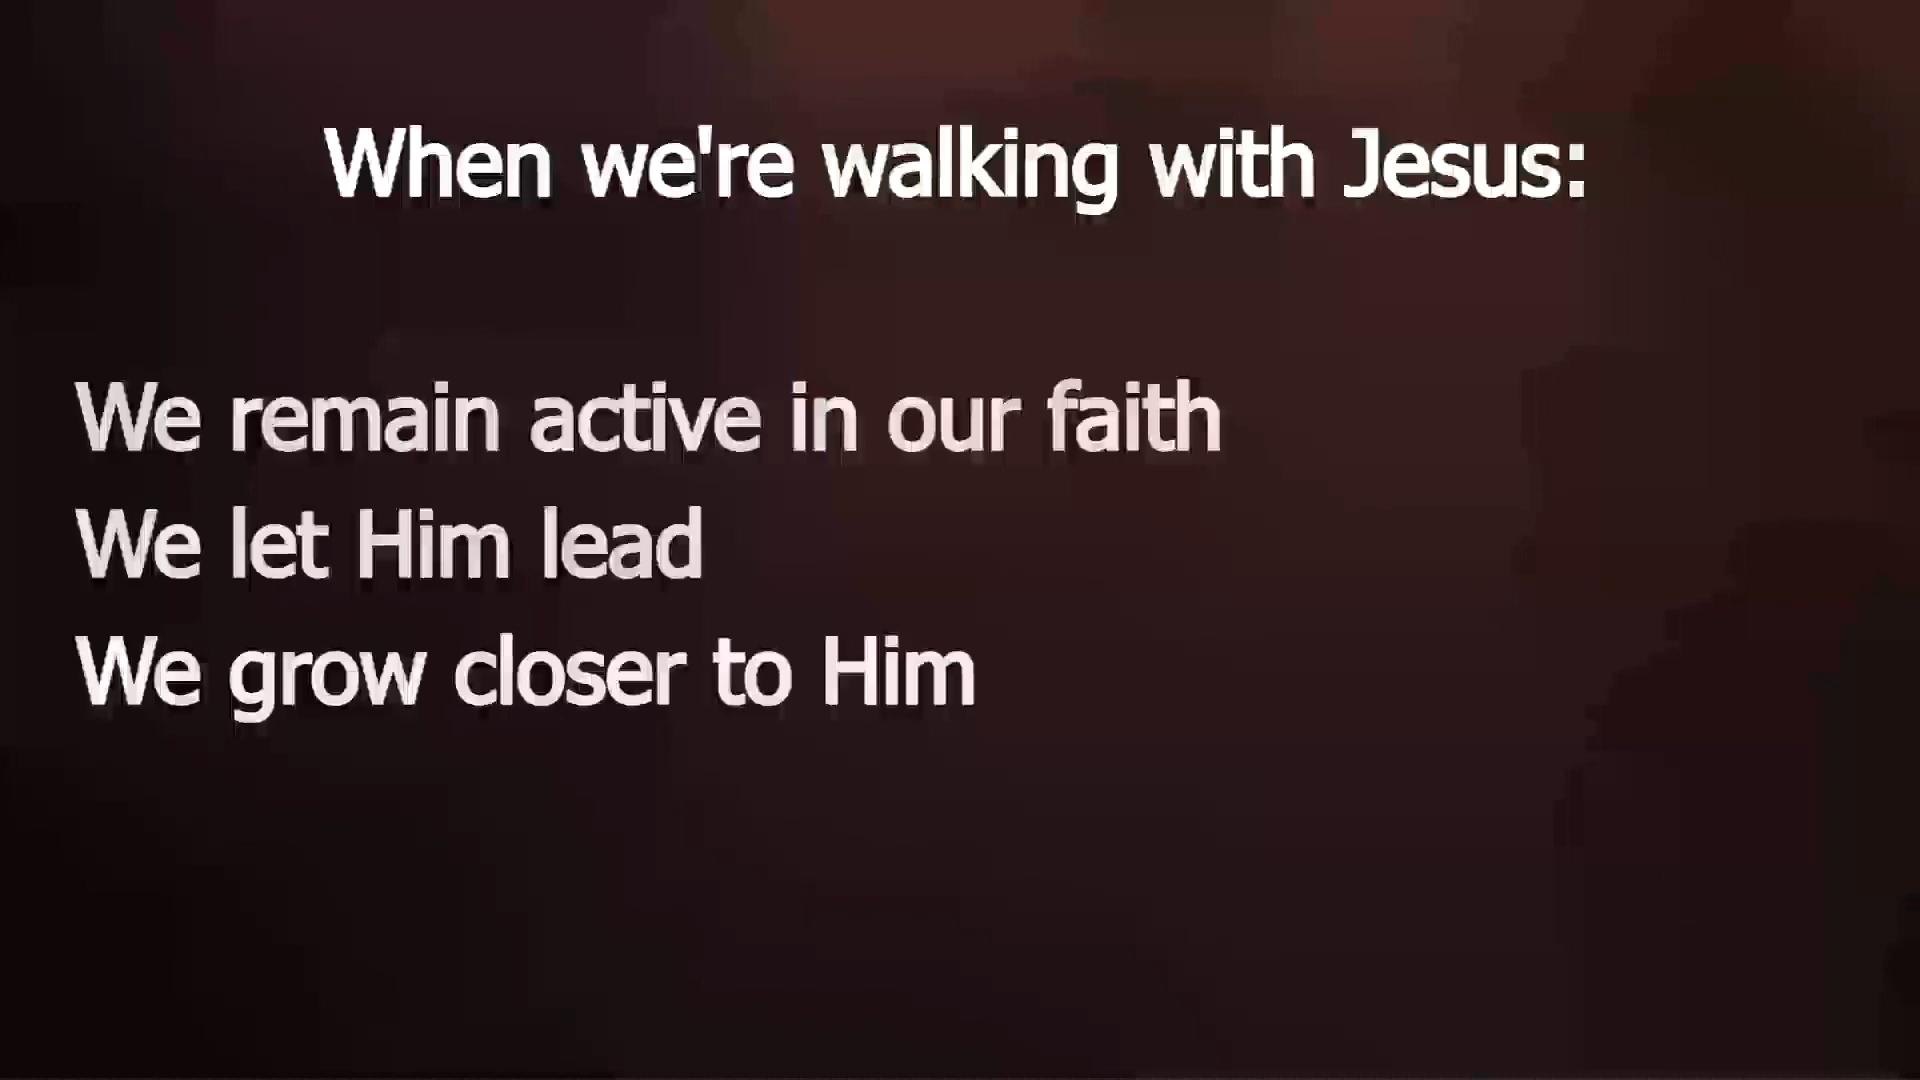 When we're walking with Jesus:
We remain active in our faith
We let Him lead
We grow closer to Him